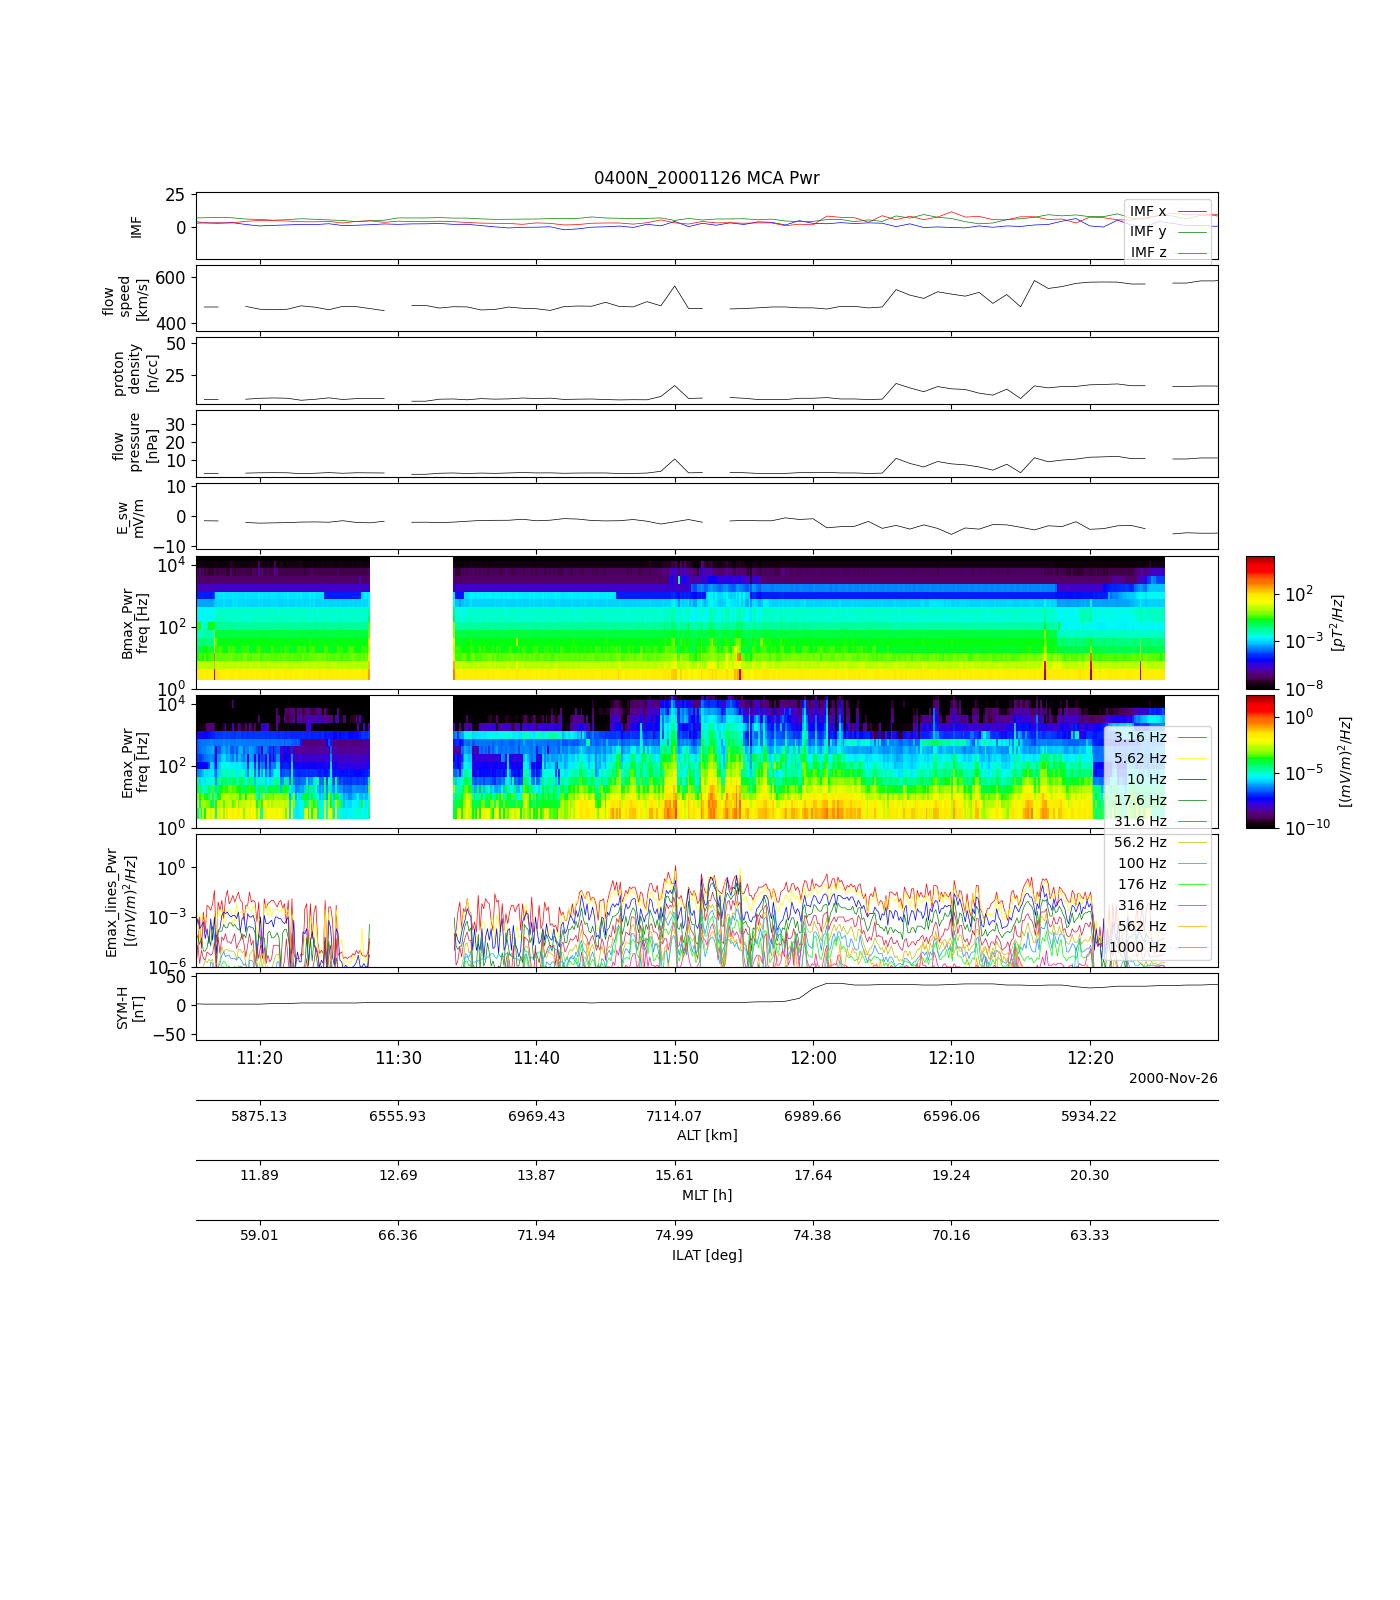 0400N_20001126 MCA Pwr
25
0
IMF
IMF x
IMF y
IMF z
600
400
flow
speed
[km/s]
50
25
proton
density
[n/cc]
30
20
10
flow
pressure
[nPa]
10
0
−10
E_sw
mV/m
10^4
10^2
10^0
Bmax_Pwr
freq [Hz]
10^2
10^−3
10^−8
[pT^2/Hz]
10^4
10^2
10^0
Emax_Pwr
freq [Hz]
10^0
10^−5
10^−10
[(mV/m)^2/Hz]
3.16 Hz
5.62 Hz
10 Hz
17.6 Hz
31.6 Hz
56.2 Hz
100 Hz
176 Hz
316 Hz
562 Hz
1000 Hz
10^0
10^−3
10^−6
Emax_lines_Pwr
[(mV/m)^2/Hz]
50
0
−50
SYM-H
[nT]
11:20 11:30 11:40 11:50 12:00 12:10 12:20
2000-Nov-26
5875.13 6555.93 6969.43 7114.07 6989.66 6596.06 5934.22
ALT [km]
11.89 12.69 13.87 15.61 17.64 19.24 20.30
MLT [h]
59.01 66.36 71.94 74.99 74.38 70.16 63.33
ILAT [deg]